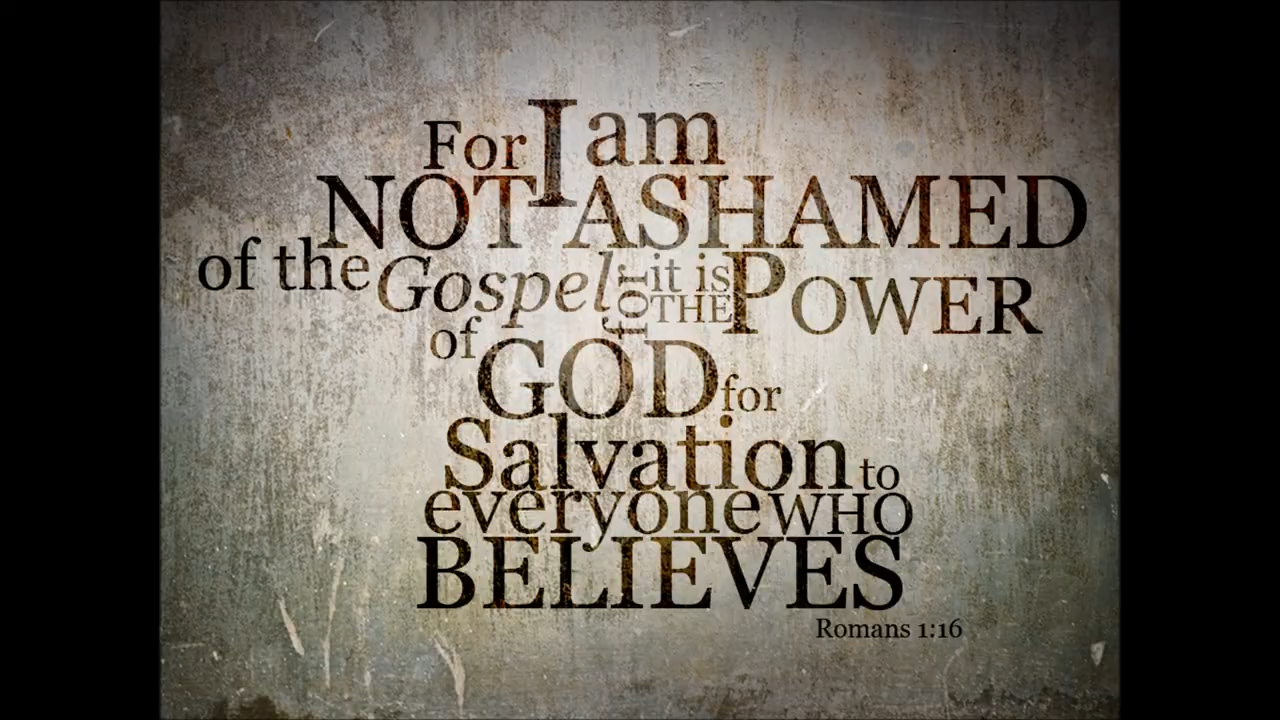 For I am
NOT ASHAMED
of the Gospel for it is THE POWER
of GOD for
Salvation to
everyone WHO
BELIEVES
Romans 1:16